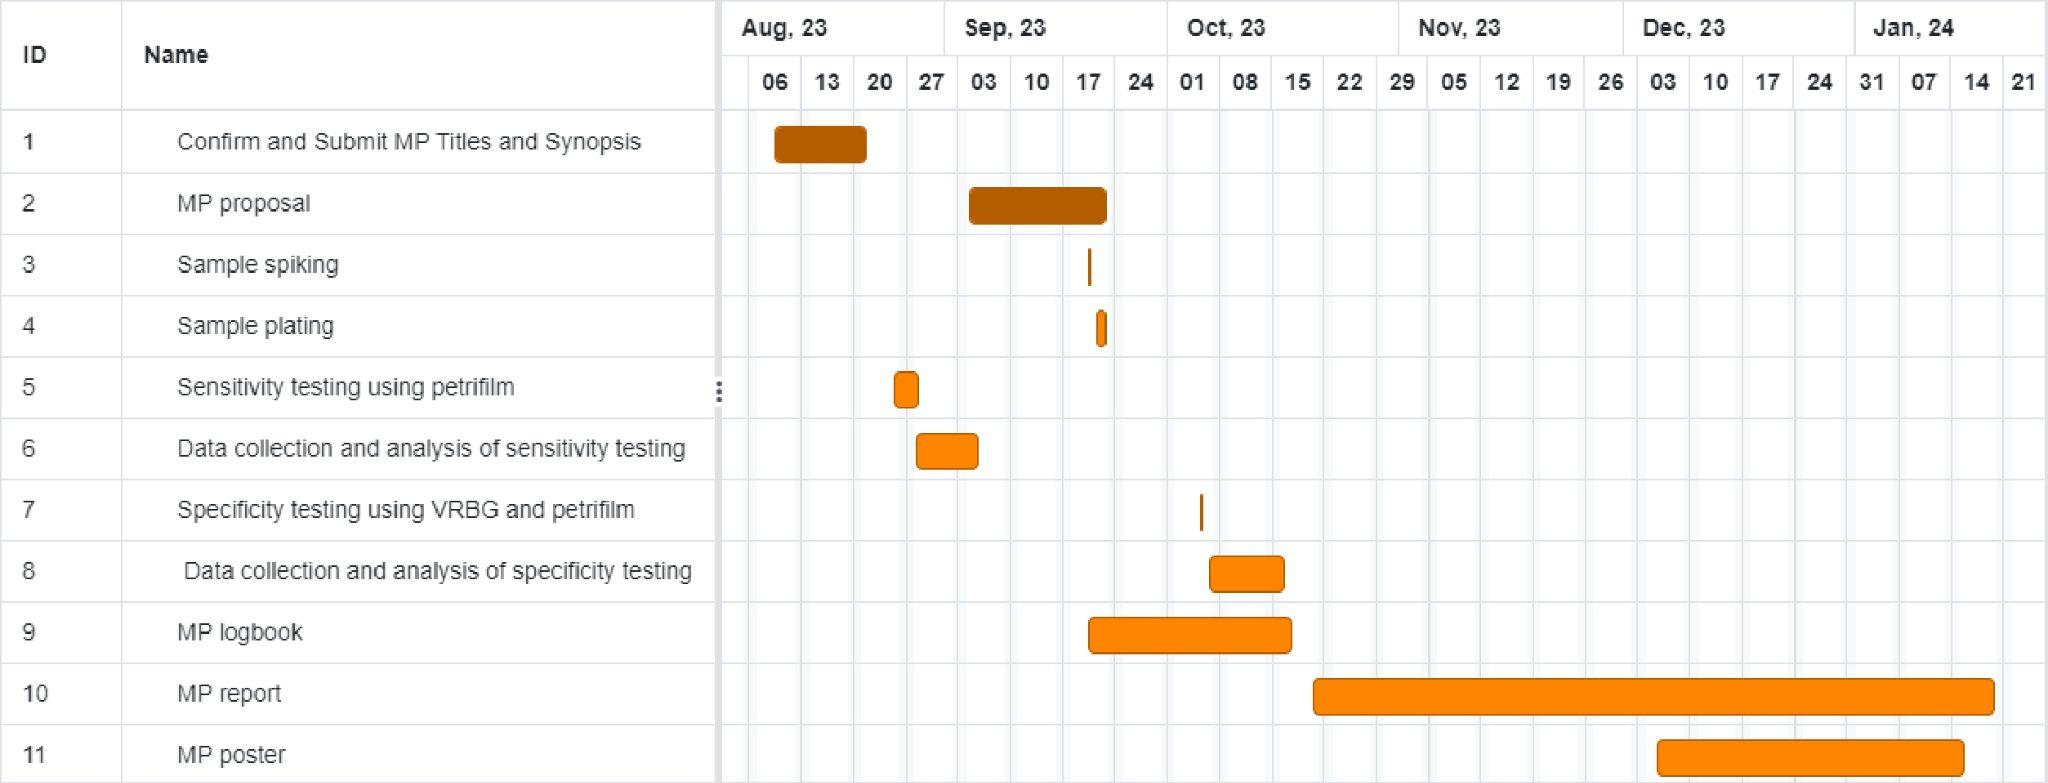 ID Name Aug, 23 Sep, 23 Oct, 23 Nov, 23 Dec, 23 Jan, 24
06 13 20 27 03 10 17 24 01 08 15 22 29 05 12 19 26 03 10 17 24 31 07 14 21
1 Confirm and Submit MP Titles and Synopsis
2 MP proposal
3 Sample spiking
4 Sample plating
5 Sensitivity testing using petrifilm
6 Data collection and analysis of sensitivity testing
7 Specificity testing using VRBG and petrifilm
8 Data collection and analysis of specificity testing
9 MP logbook
10 MP report
11 MP poster